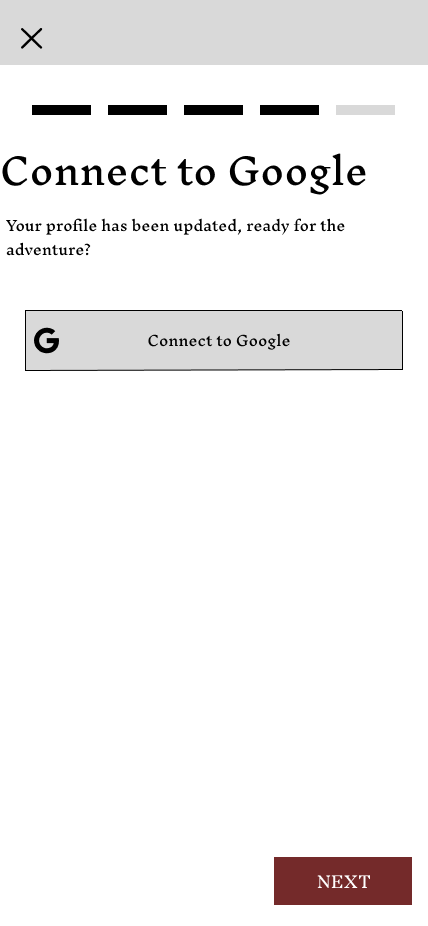 Connect to Google
Your profile has been updated, ready for the
adventure?
Connect to Google
NEXT